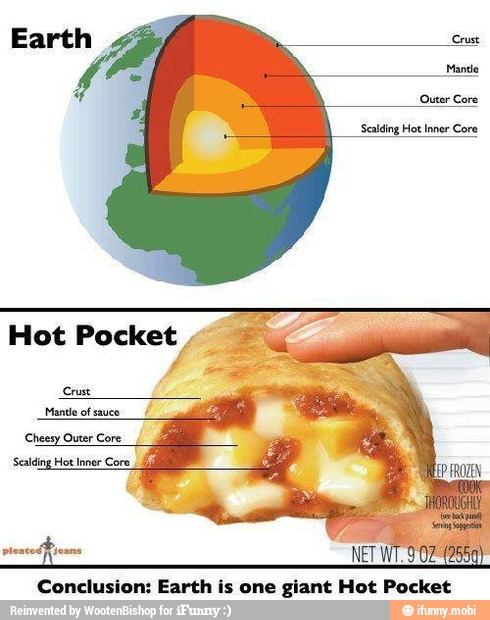 Earth
Crust
Mantle
Outer Core
Scalding Hot Inner Core
Hot Pocket
Crust
Mantle of sauce
Cheesy Outer Core
Scalding Hot Inner Core
KEEP FROZEN
COOK
THOROUGHLY
(see back panel)
Serving Suggestion
NET WT. 9 OZ (255g)
pleated jeans
Conclusion: Earth is one giant Hot Pocket
Reinvented by WootenBishop for iFunny :)
ifunny.mobi